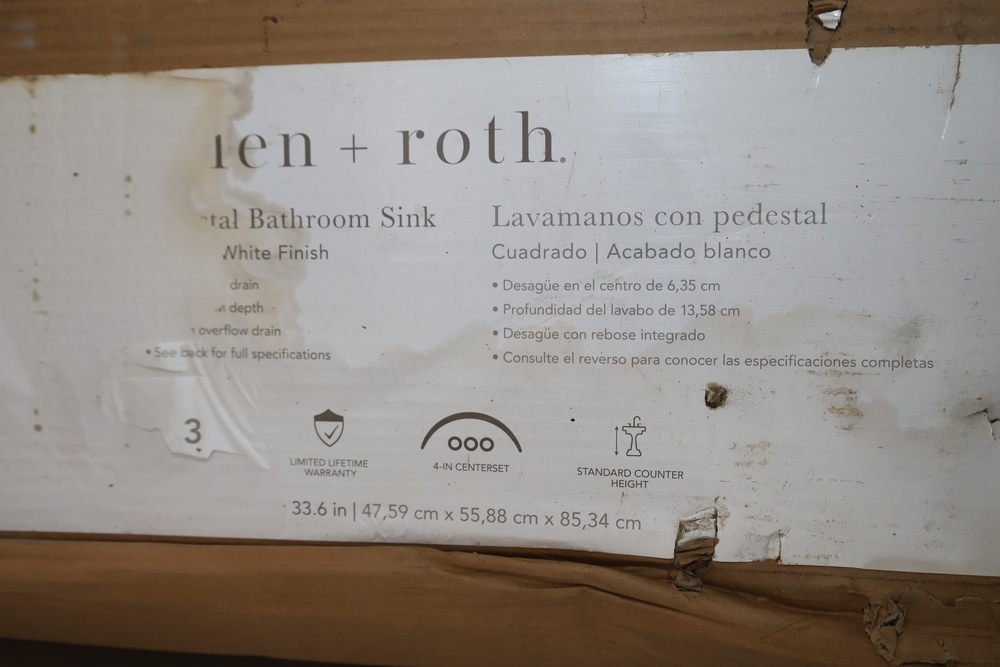 en + roth®
Bathroom Sink
White Finish
drain
depth
overflow drain
• See back for full specifications
Lavamanos con pedestal
Cuadrado | Acabado blanco
• Desagüe en el centro de 6,35 cm
• Profundidad del lavabo de 13,58 cm
• Desagüe con rebose integrado
• Consulte el reverso para conocer las especificaciones completas
3
LIMITED LIFETIME
WARRANTY
4-IN CENTERSET
STANDARD COUNTER
HEIGHT
33.6 in | 47,59 cm x 55,88 cm x 85,34 cm